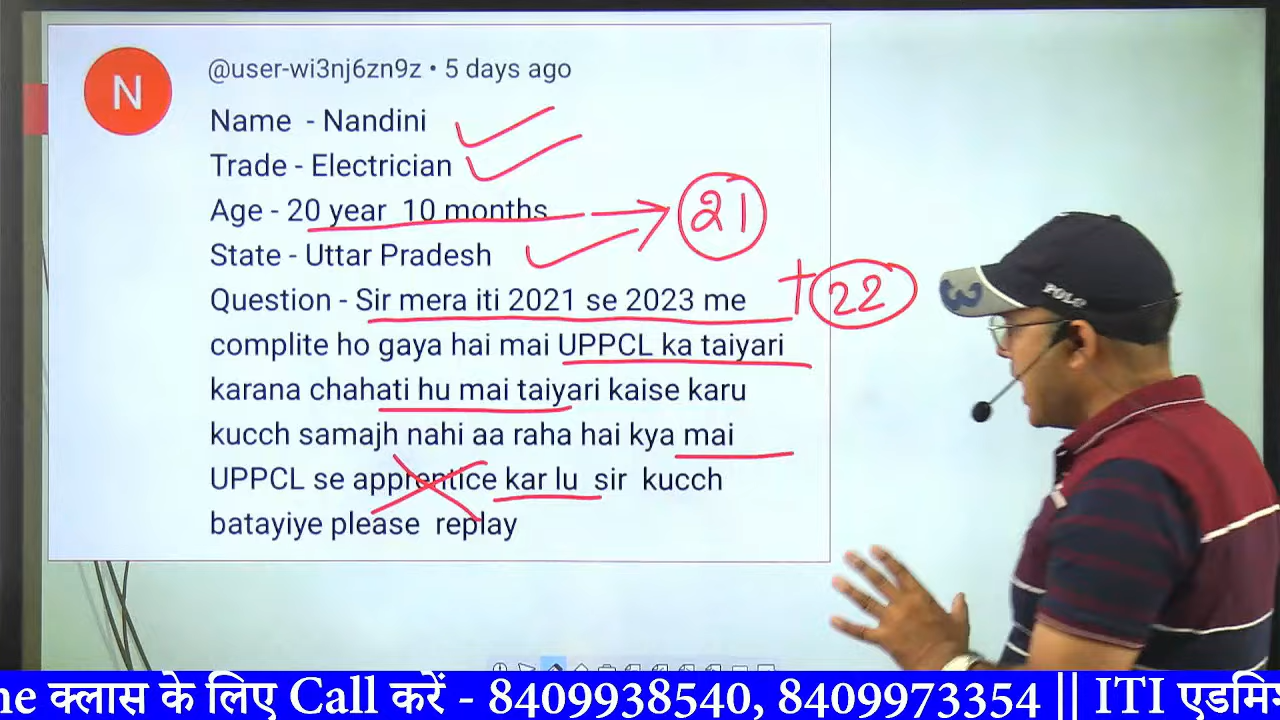 N
@user-wi3nj6zn9z • 5 days ago
Name - Nandini
Trade - Electrician
Age - 20 year 10 months
21
State - Uttar Pradesh
Question - Sir mera iti 2021 se 2023 me
+ 22
complite ho gaya hai mai UPPCL ka taiyari
karana chahati hu mai taiyari kaise karu
kucch samajh nahi aa raha hai kya mai
UPPCL se apprentice kar lu sir kucch
batayiye please replay
3
POLO
ne क्लास के लिए Call करें - 8409938540, 8409973354 || ITI एडमि